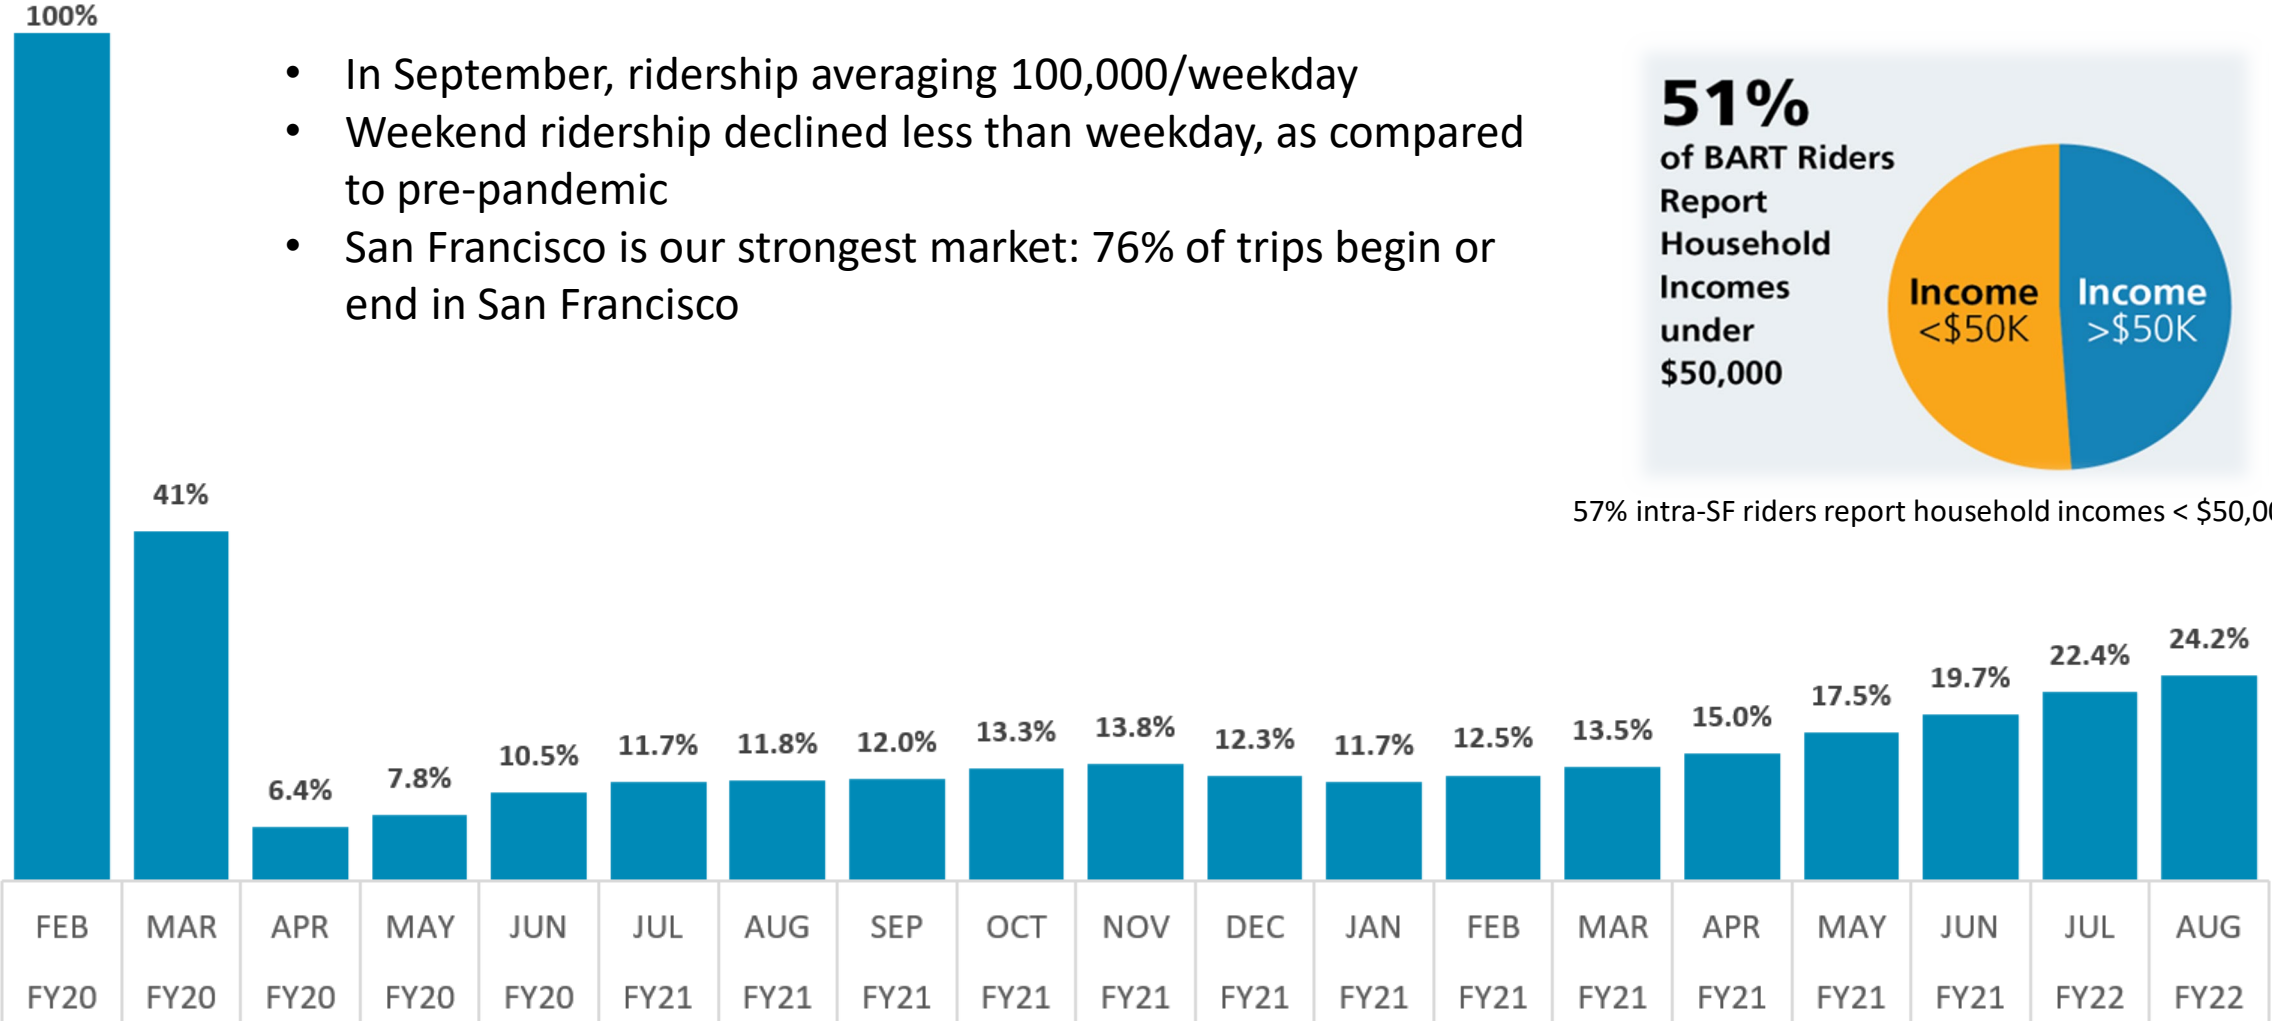 100%
• In September, ridership averaging 100,000/weekday
• Weekend ridership declined less than weekday, as compared
to pre-pandemic
• San Francisco is our strongest market: 76% of trips begin or
end in San Francisco
51%
of BART Riders
Report
Household
Incomes
under
$50,000
Income
<$50K
Income
>$50K
57% intra-SF riders report household incomes < $50,0
41%
6.4%
7.8%
10.5%
11.7%
11.8%
12.0%
13.3%
13.8%
12.3%
11.7%
12.5%
13.5%
15.0%
17.5%
19.7%
22.4%
24.2%
FEB MAR APR MAY JUN JUL AUG SEP OCT NOV DEC JAN FEB MAR APR MAY JUN JUL AUG
FY20 FY20 FY20 FY20 FY20 FY21 FY21 FY21 FY21 FY21 FY21 FY21 FY21 FY21 FY21 FY21 FY21 FY22 FY22